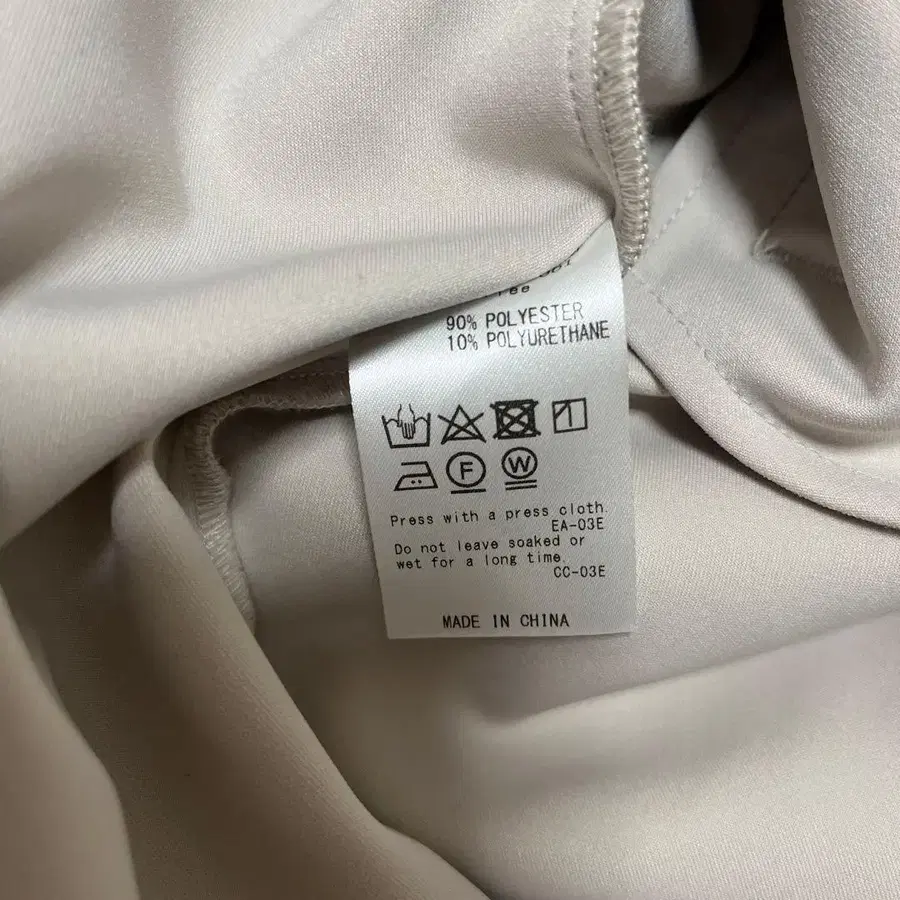 90% POLYESTER
10% POLYURETHANE
F
W
Press with a press cloth.
EA-03E
Do not leave soaked or
wet for a long time.
CC-03E
MADE IN CHINA